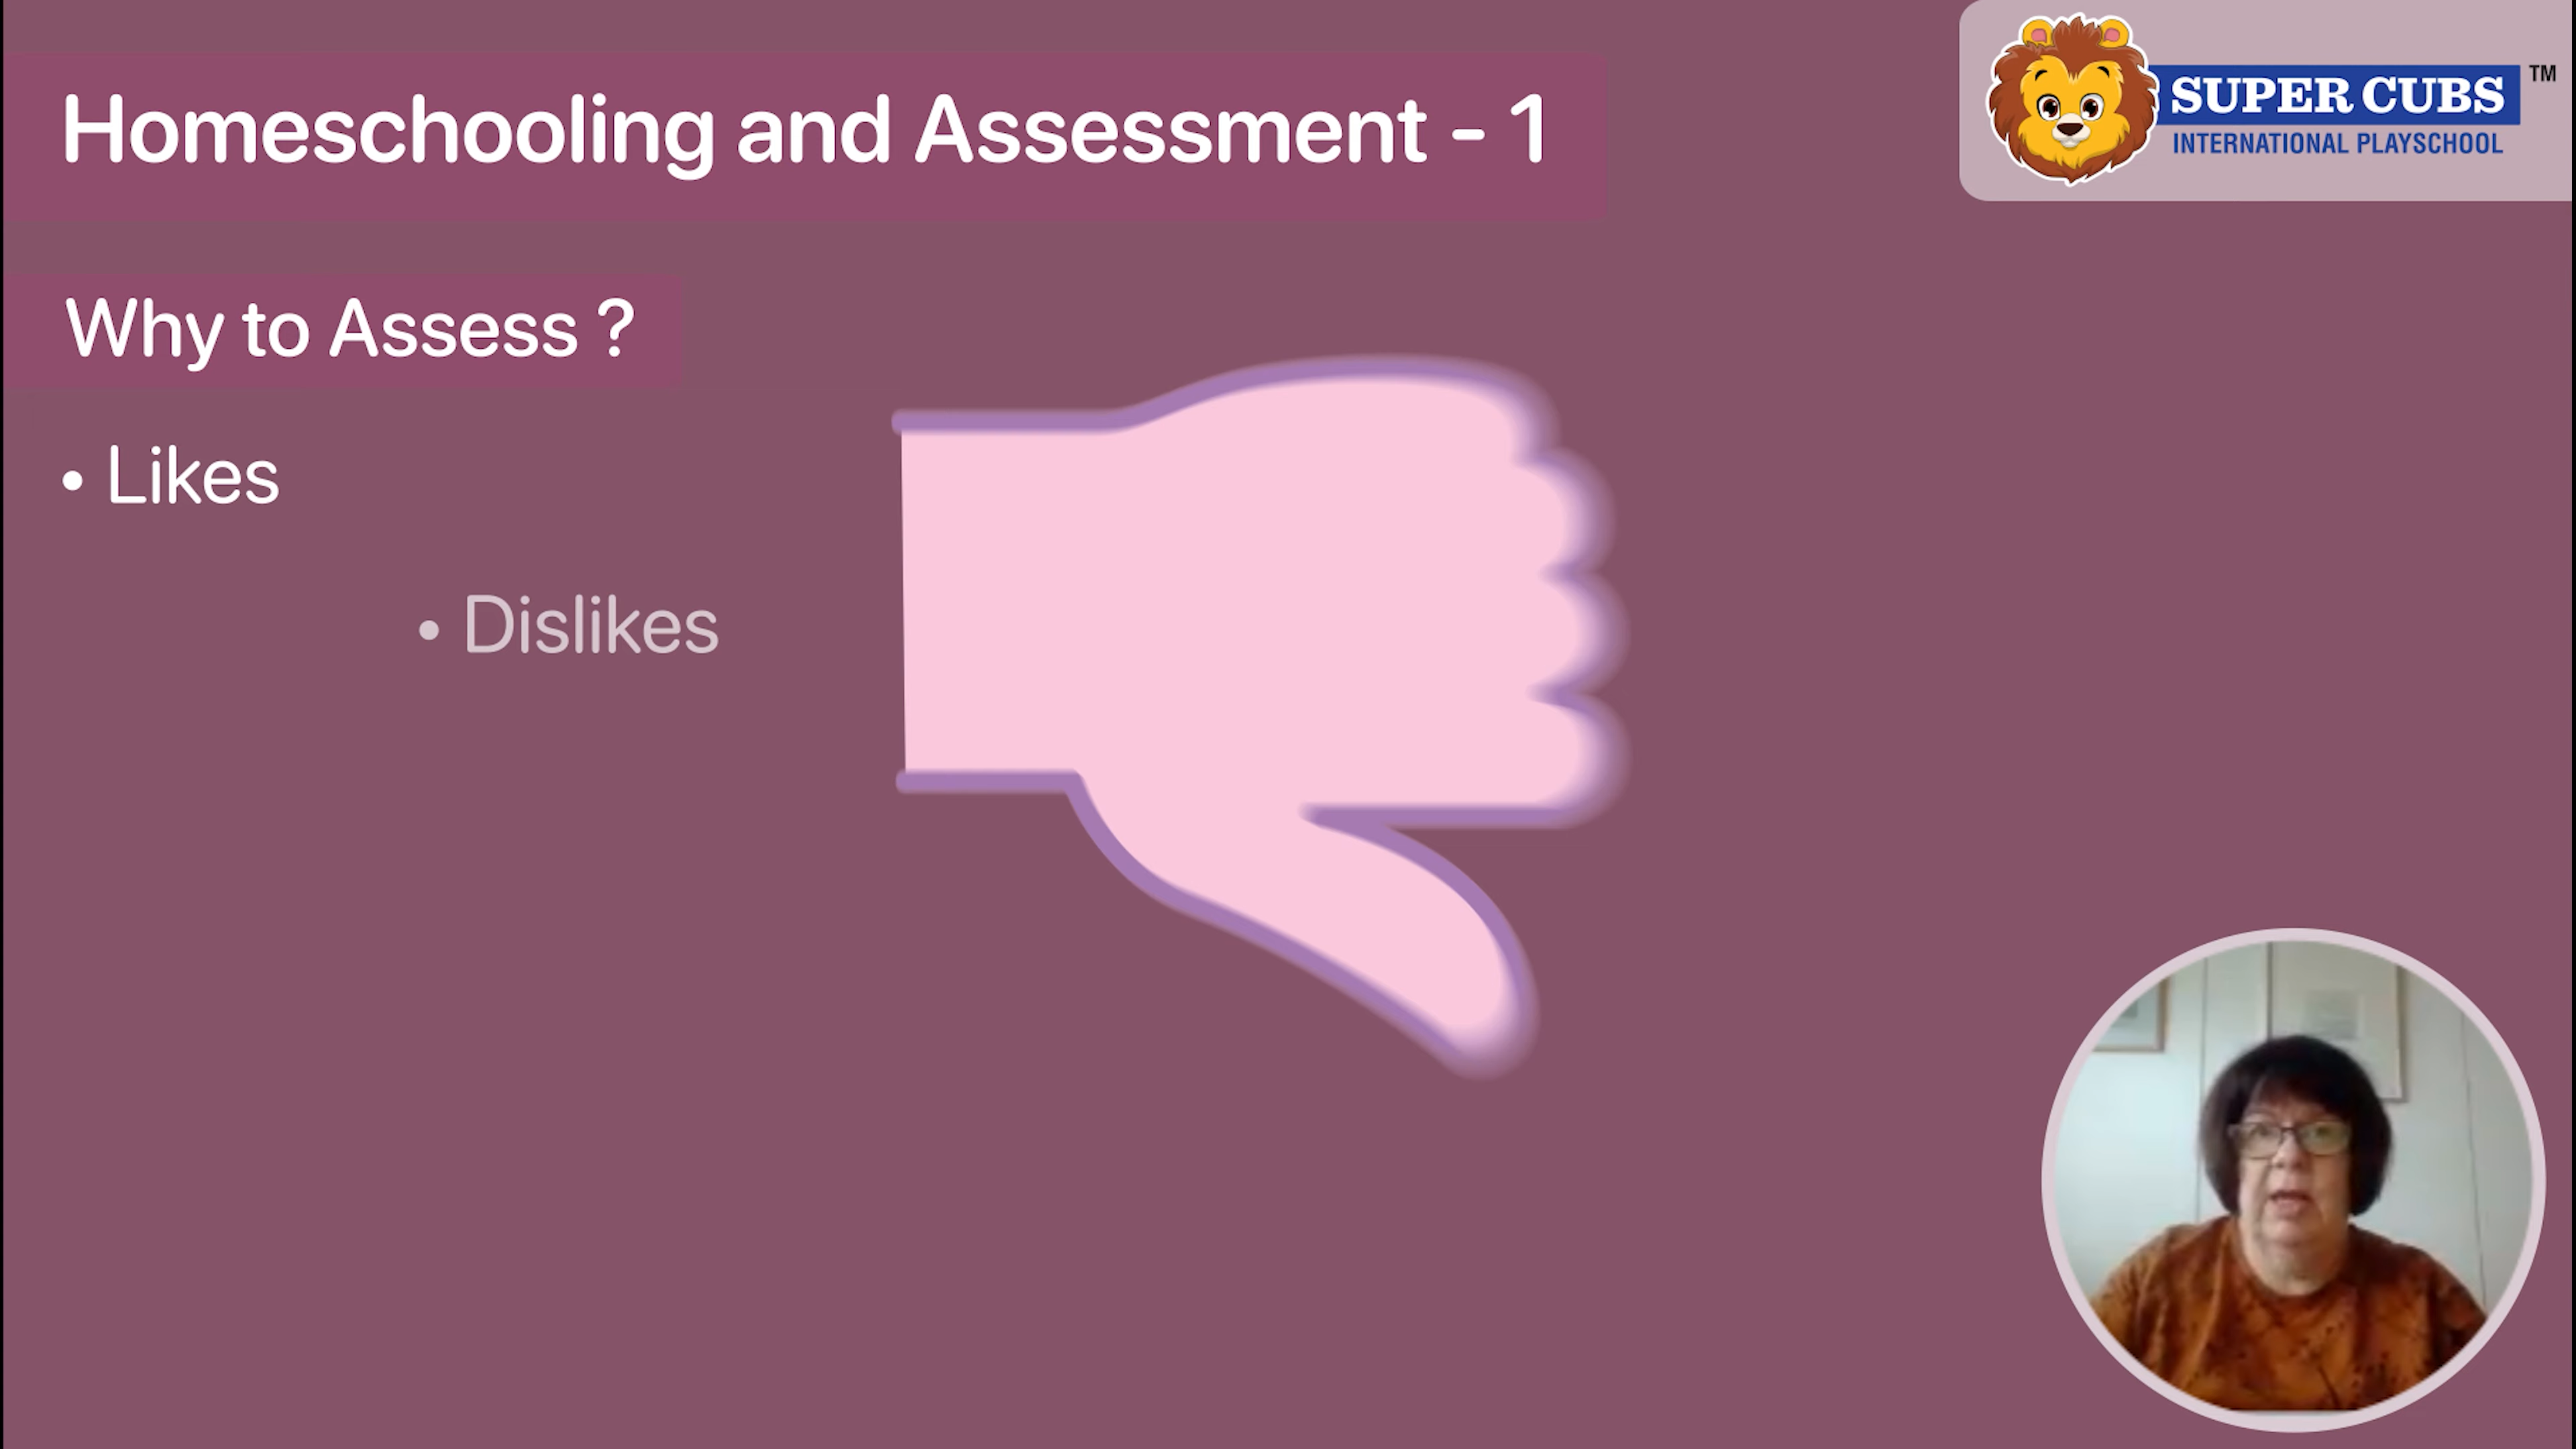 Homeschooling and Assessment - 1
SUPER CUBS TM
INTERNATIONAL PLAYSCHOOL
Why to Assess ?
• Likes
• Dislikes